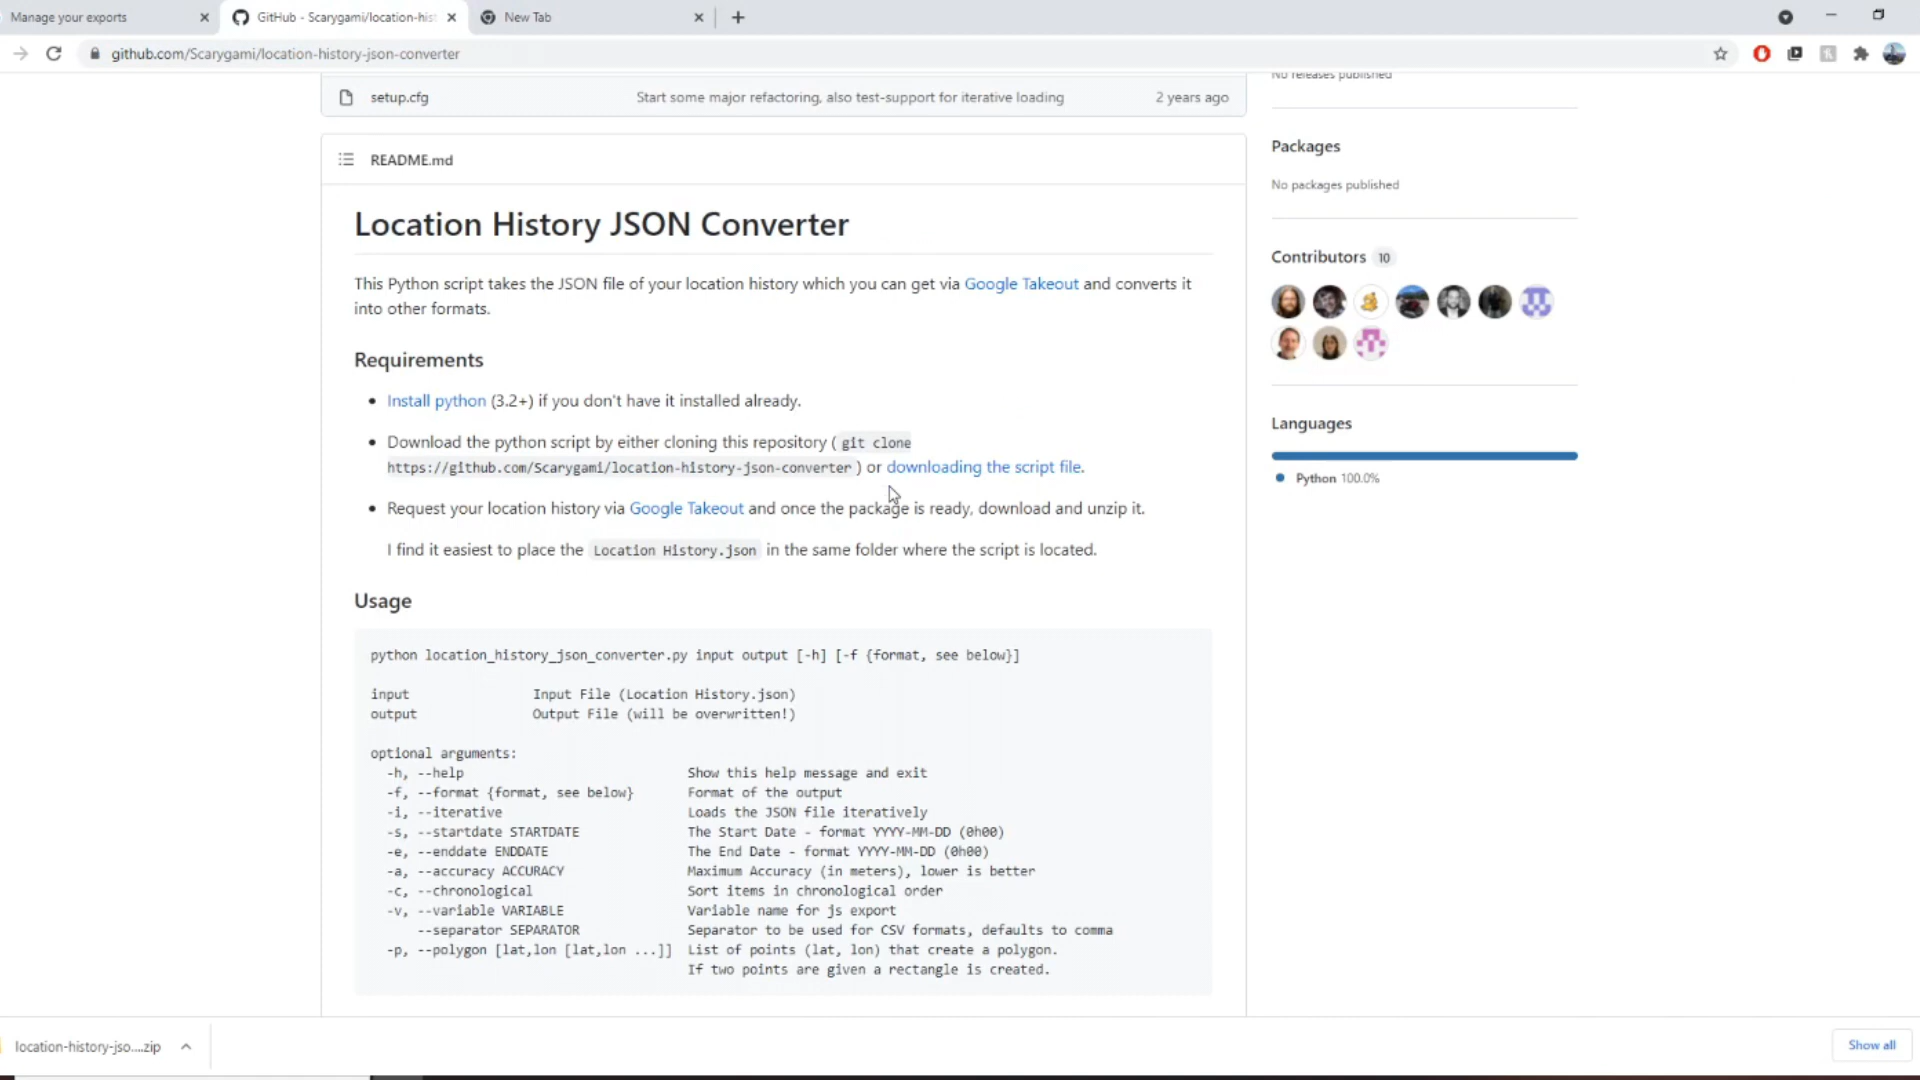 Manage your exports
GitHub - Scarygami/location-hist
New Tab
github.com/Scarygami/location-history-json-converter
No releases published
setup.cfg Start some major refactoring, also test-support for iterative loading 2 years ago
README.md
Packages
No packages published
Location History JSON Converter
Contributors 10
This Python script takes the JSON file of your location history which you can get via Google Takeout and converts it
into other formats.
Requirements
Install python (3.2+) if you don't have it installed already.
Languages
Python 100.0%
Download the python script by either cloning this repository ( git clone
https://github.com/Scarygami/location-history-json-converter ) or downloading the script file.
Request your location history via Google Takeout and once the package is ready, download and unzip it.
I find it easiest to place the Location History.json in the same folder where the script is located.
Usage
python location_history_json_converter.py input output [-h] [-f {format, see below}]
input Input File (Location History.json)
output Output File (will be overwritten!)
optional arguments:
-h, --help Show this help message and exit
-f, --format {format, see below} Format of the output
-i, --iterative Loads the JSON file iteratively
-s, --startdate STARTDATE The Start Date - format YYYY-MM-DD (0h00)
-e, --enddate ENDDATE The End Date - format YYYY-MM-DD (0h00)
-a, --accuracy ACCURACY Maximum Accuracy (in meters), lower is better
-c, --chronological Sort items in chronological order
-v, --variable VARIABLE Variable name for js export
--separator SEPARATOR Separator to be used for CSV formats, defaults to comma
-p, --polygon [lat,lon [lat,lon ...]] List of points (lat, lon) that create a polygon.
If two points are given a rectangle is created.
location-history-jso....zip
Show all